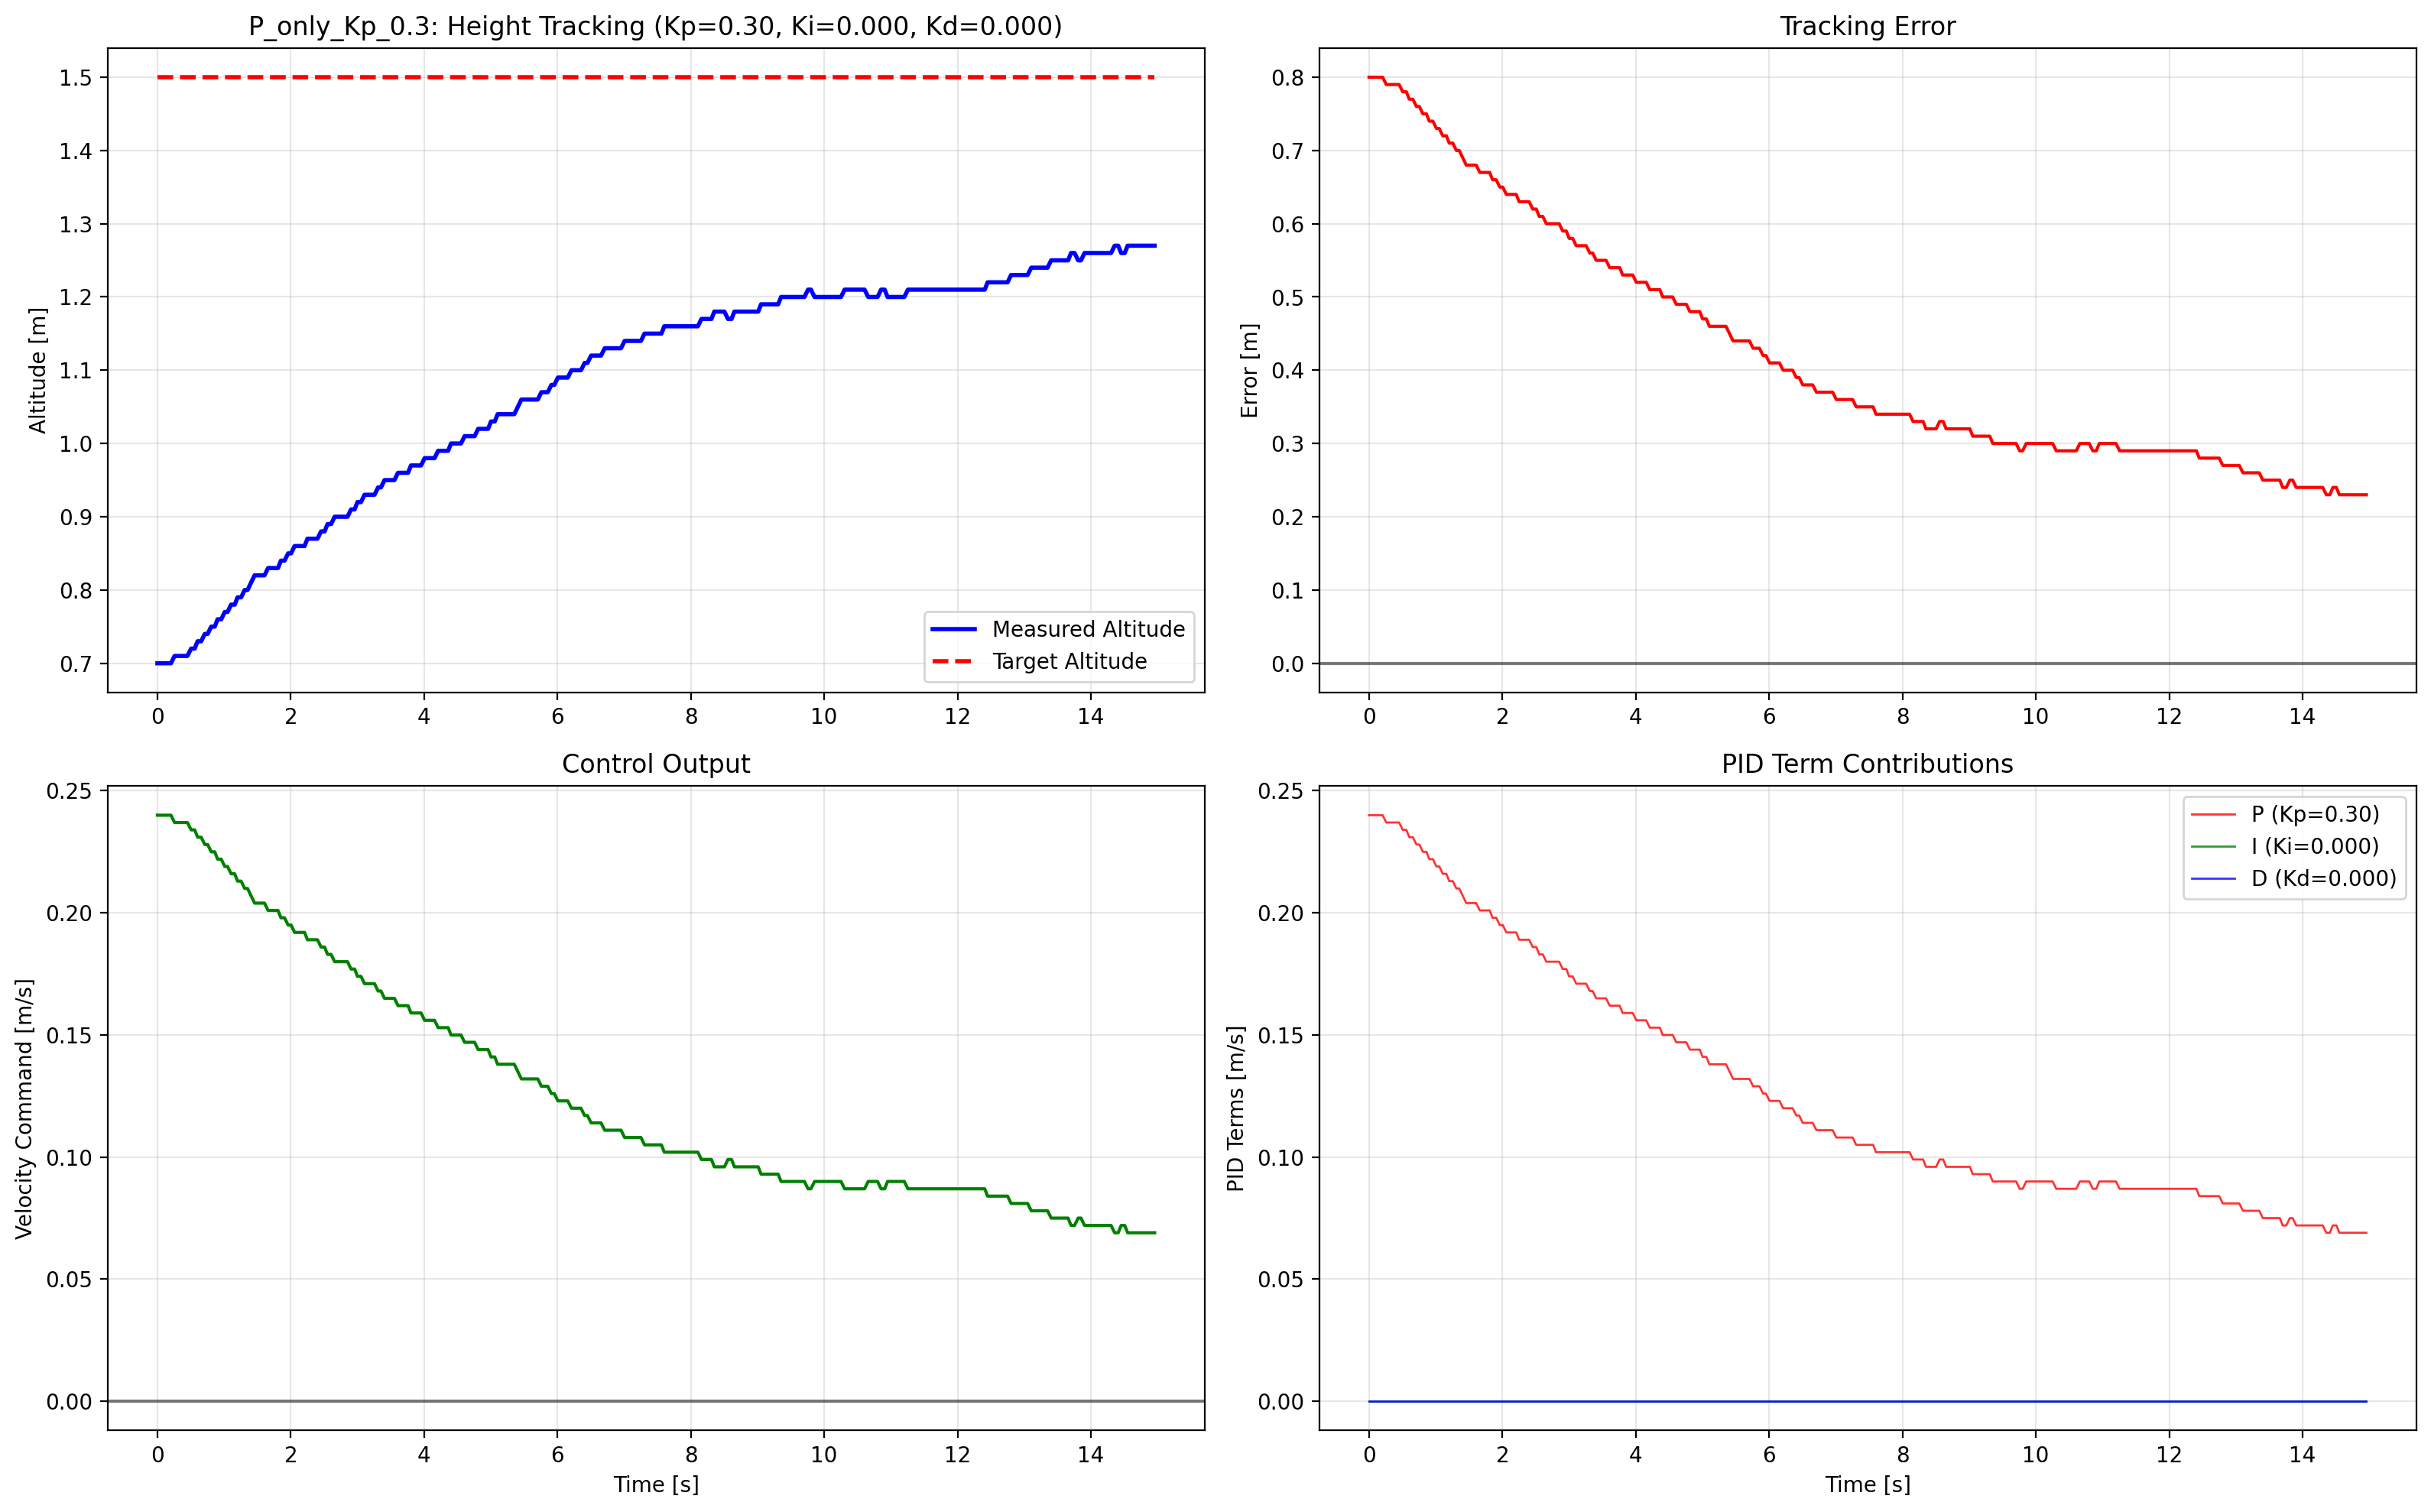 P_only_Kp_0.3: Height Tracking (Kp=0.30, Ki=0.000, Kd=0.000)
Altitude [m]
1.5
1.4
1.3
1.2
1.1
1.0
0.9
0.8
0.7
Measured Altitude
Target Altitude
0 2 4 6 8 10 12 14
Tracking Error
Error [m]
0.8
0.7
0.6
0.5
0.4
0.3
0.2
0.1
0.0
0 2 4 6 8 10 12 14
Control Output
Velocity Command [m/s]
0.25
0.20
0.15
0.10
0.05
0.00
0 2 4 6 8 10 12 14
Time [s]
PID Term Contributions
PID Terms [m/s]
0.25
0.20
0.15
0.10
0.05
0.00
P (Kp=0.30)
I (Ki=0.000)
D (Kd=0.000)
0 2 4 6 8 10 12 14
Time [s]